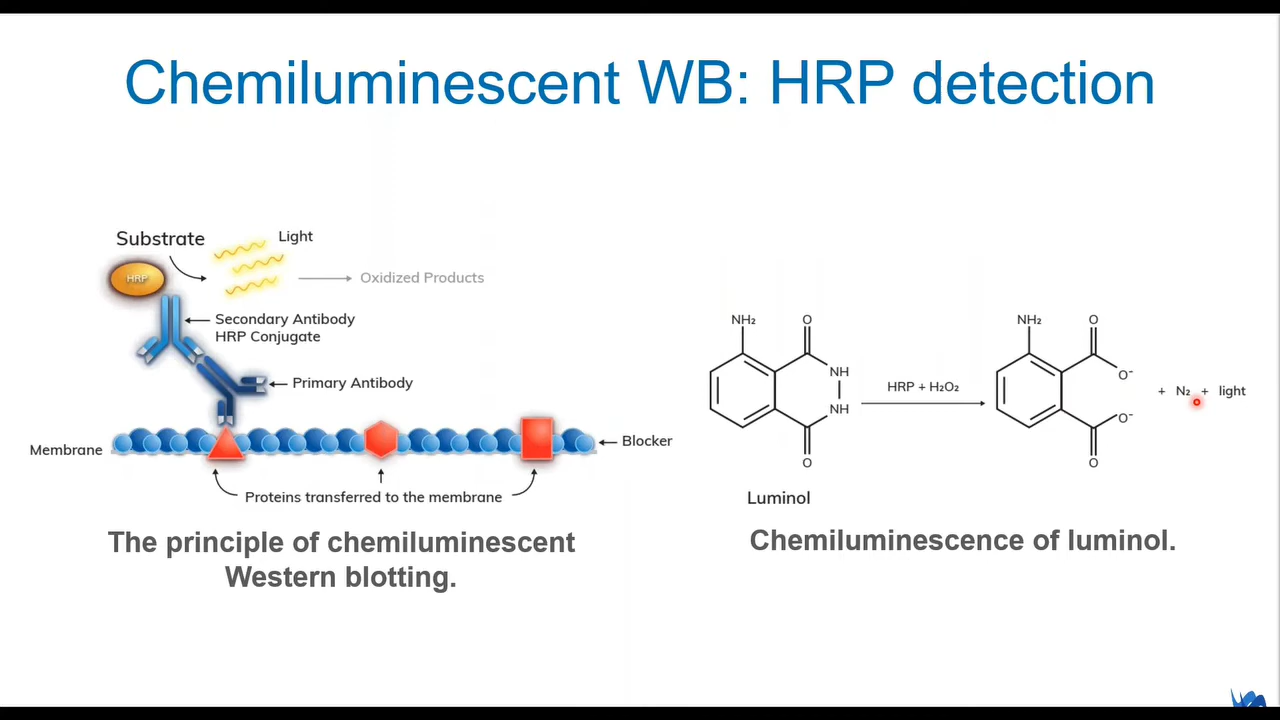 Chemiluminescent WB: HRP detection
Substrate
Light
HRP
Oxidized Products
Secondary Antibody
HRP Conjugate
Primary Antibody
Membrane
Blocker
Proteins transferred to the membrane
The principle of chemiluminescent
Western blotting.
NH₂
O
NH
NH
O
Luminol
HRP + H₂O₂
NH₂
O
O⁻
O⁻
O
+ N₂ + light
Chemiluminescence of luminol.